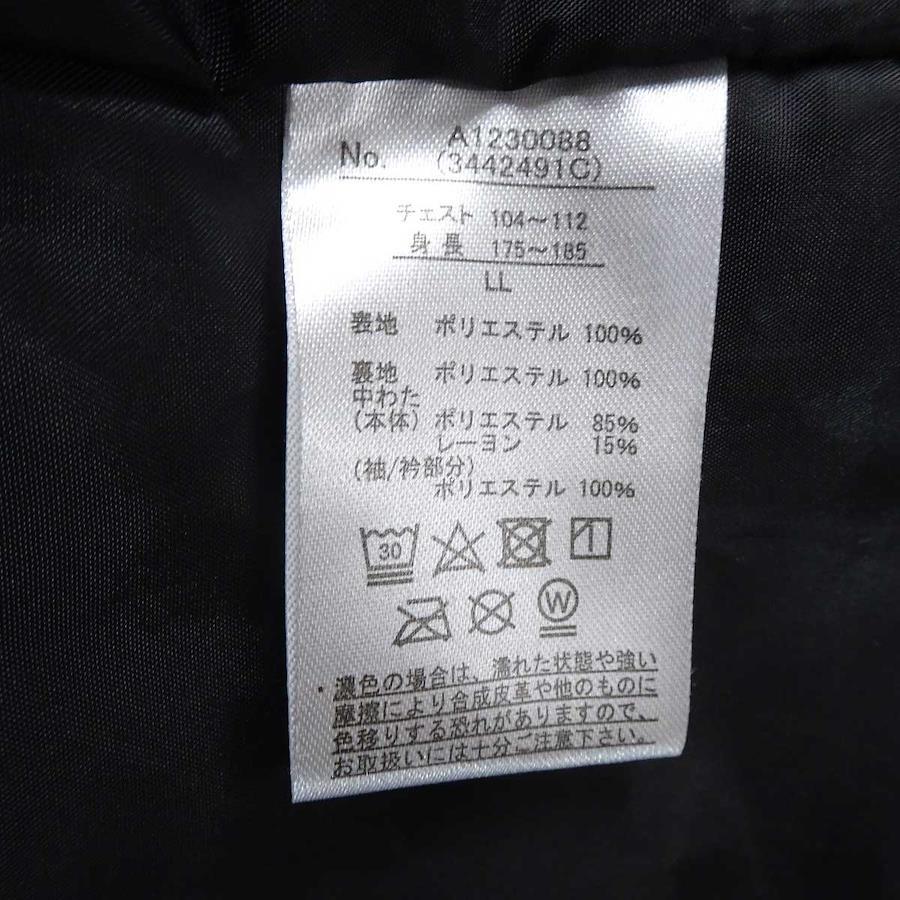 No. A1230088
(3442491C)
チェスト 104～112
身長 175～185
LL
表地 ポリエステル 100%
裏地 ポリエステル 100%
中わた
(本体) ポリエステル 85%
レーヨン 15%
(袖/衿部分)
ポリエステル 100%
30
W
・濃色の場合は、濡れた状態や強い
摩擦により合成皮革や他のものに
色移りする恐れがありますので、
お取扱いには十分ご注意下さい。